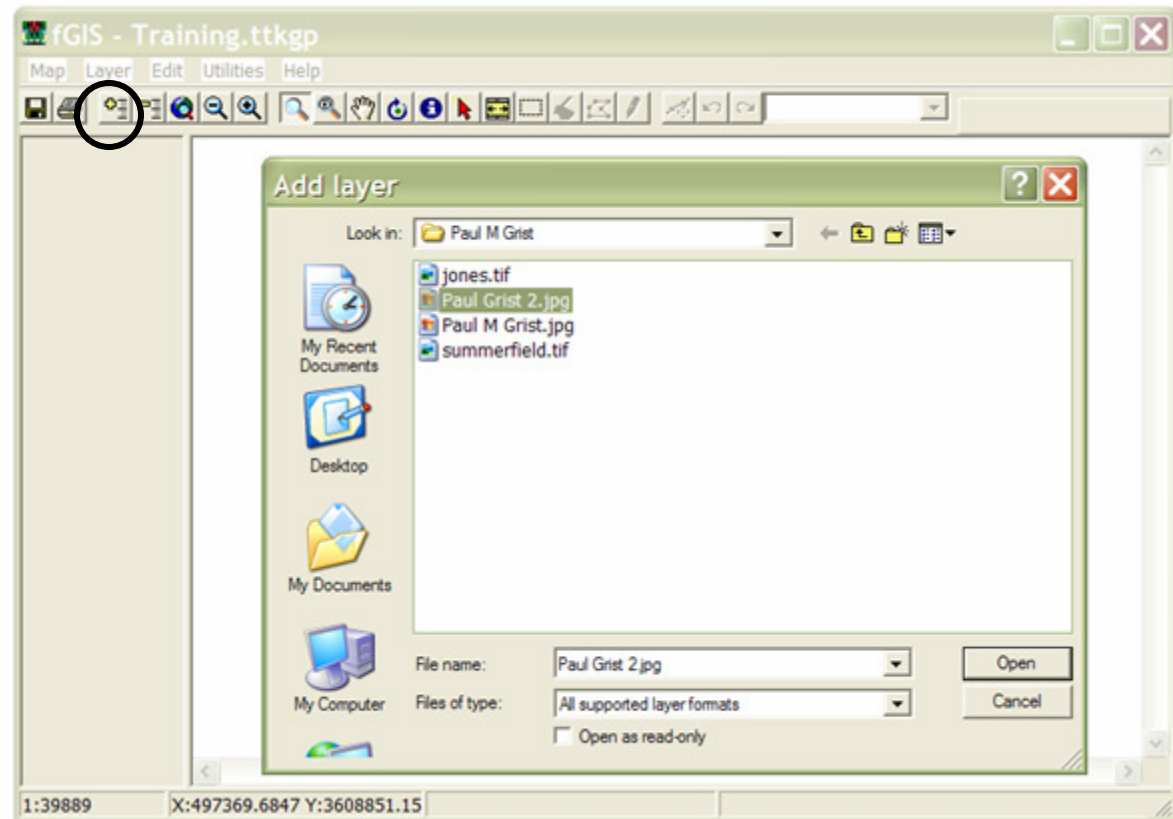 fGIS - Training.ttkgp
Map Layer Edit Utilities Help
Add layer
Look in: Paul M Grist
jones.tif
Paul Grist 2.jpg
Paul M Grist.jpg
summerfield.tif
My Recent
Documents
Desktop
My Documents
My Computer
File name: Paul Grist 2.jpg Open
Files of type: All supported layer formats Cancel
Open as read-only
1:39889 X:497369.6847 Y:3608851.15